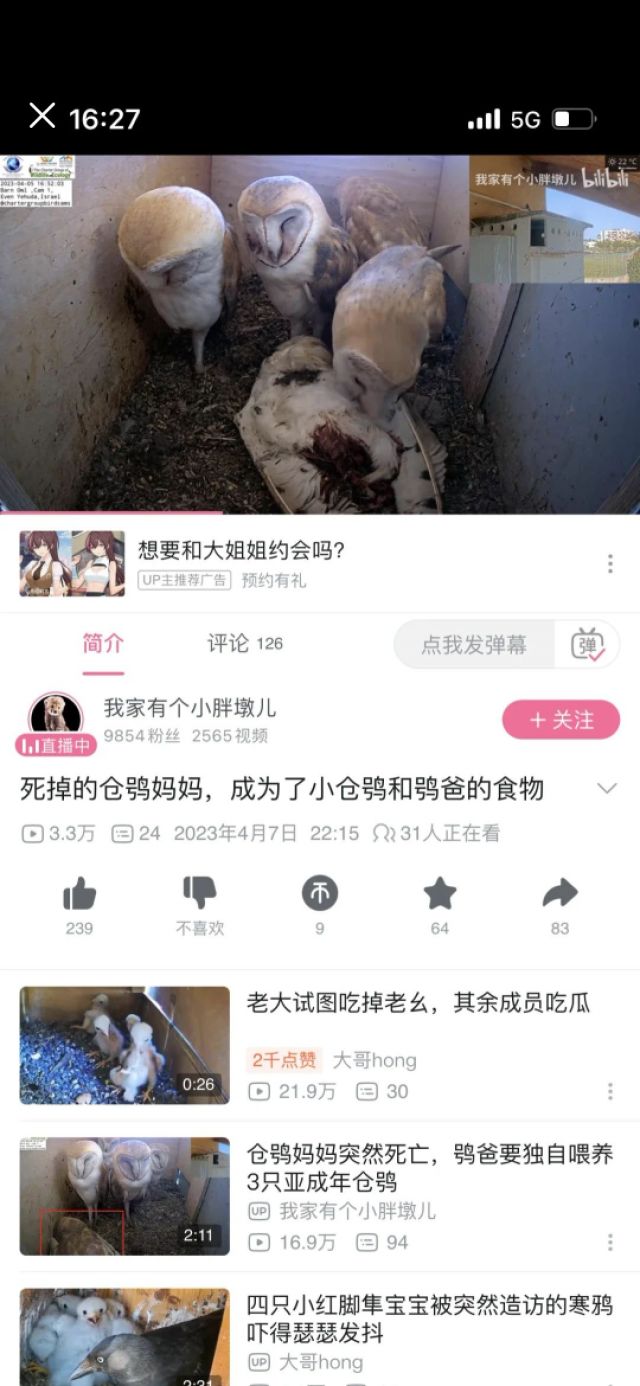 16:27
5G
The Charter Group of
Wildlife Ecology
2023-04-05 16:52:03
Barn Owl ,Cam 1,
Even Yehuda,Israel
@chartergroupbirdcams
22 °C
我家有个小胖墩儿 bilibili
想要和大姐姐约会吗?
UP主推荐广告 预约有礼
简介 评论 126 点我发弹幕 弹
我家有个小胖墩儿
9854粉丝 2565视频
直播中
+ 关注
死掉的仓鸮妈妈，成为了小仓鸮和鸮爸的食物
3.3万 24 2023年4月7日 22:15 31人正在看
239 不喜欢 9 64 83
老大试图吃掉老幺，其余成员吃瓜
2千点赞 大哥hong
0:26
21.9万 30
仓鸮妈妈突然死亡，鸮爸要独自喂养
3只亚成年仓鸮
UP 我家有个小胖墩儿
2:11
16.9万 94
四只小红脚隼宝宝被突然造访的寒鸦
吓得瑟瑟发抖
UP 大哥hong